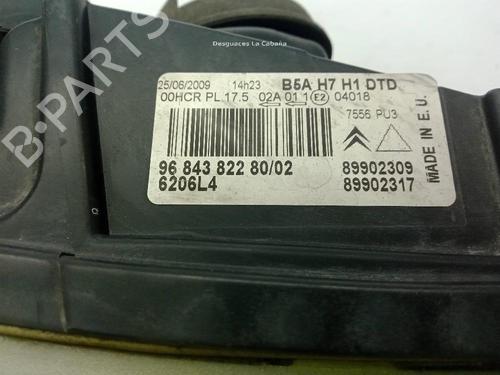 Desguaces La Cabaña
25/06/2009 14h23 B5A H7 H1 DTD
00HCR PL 17.5 02A 01 1 E2 04018
7556 PU3
96 843 822 80/02
6206L4
89902309
89902317
MADE IN E.U.
B-PARTS